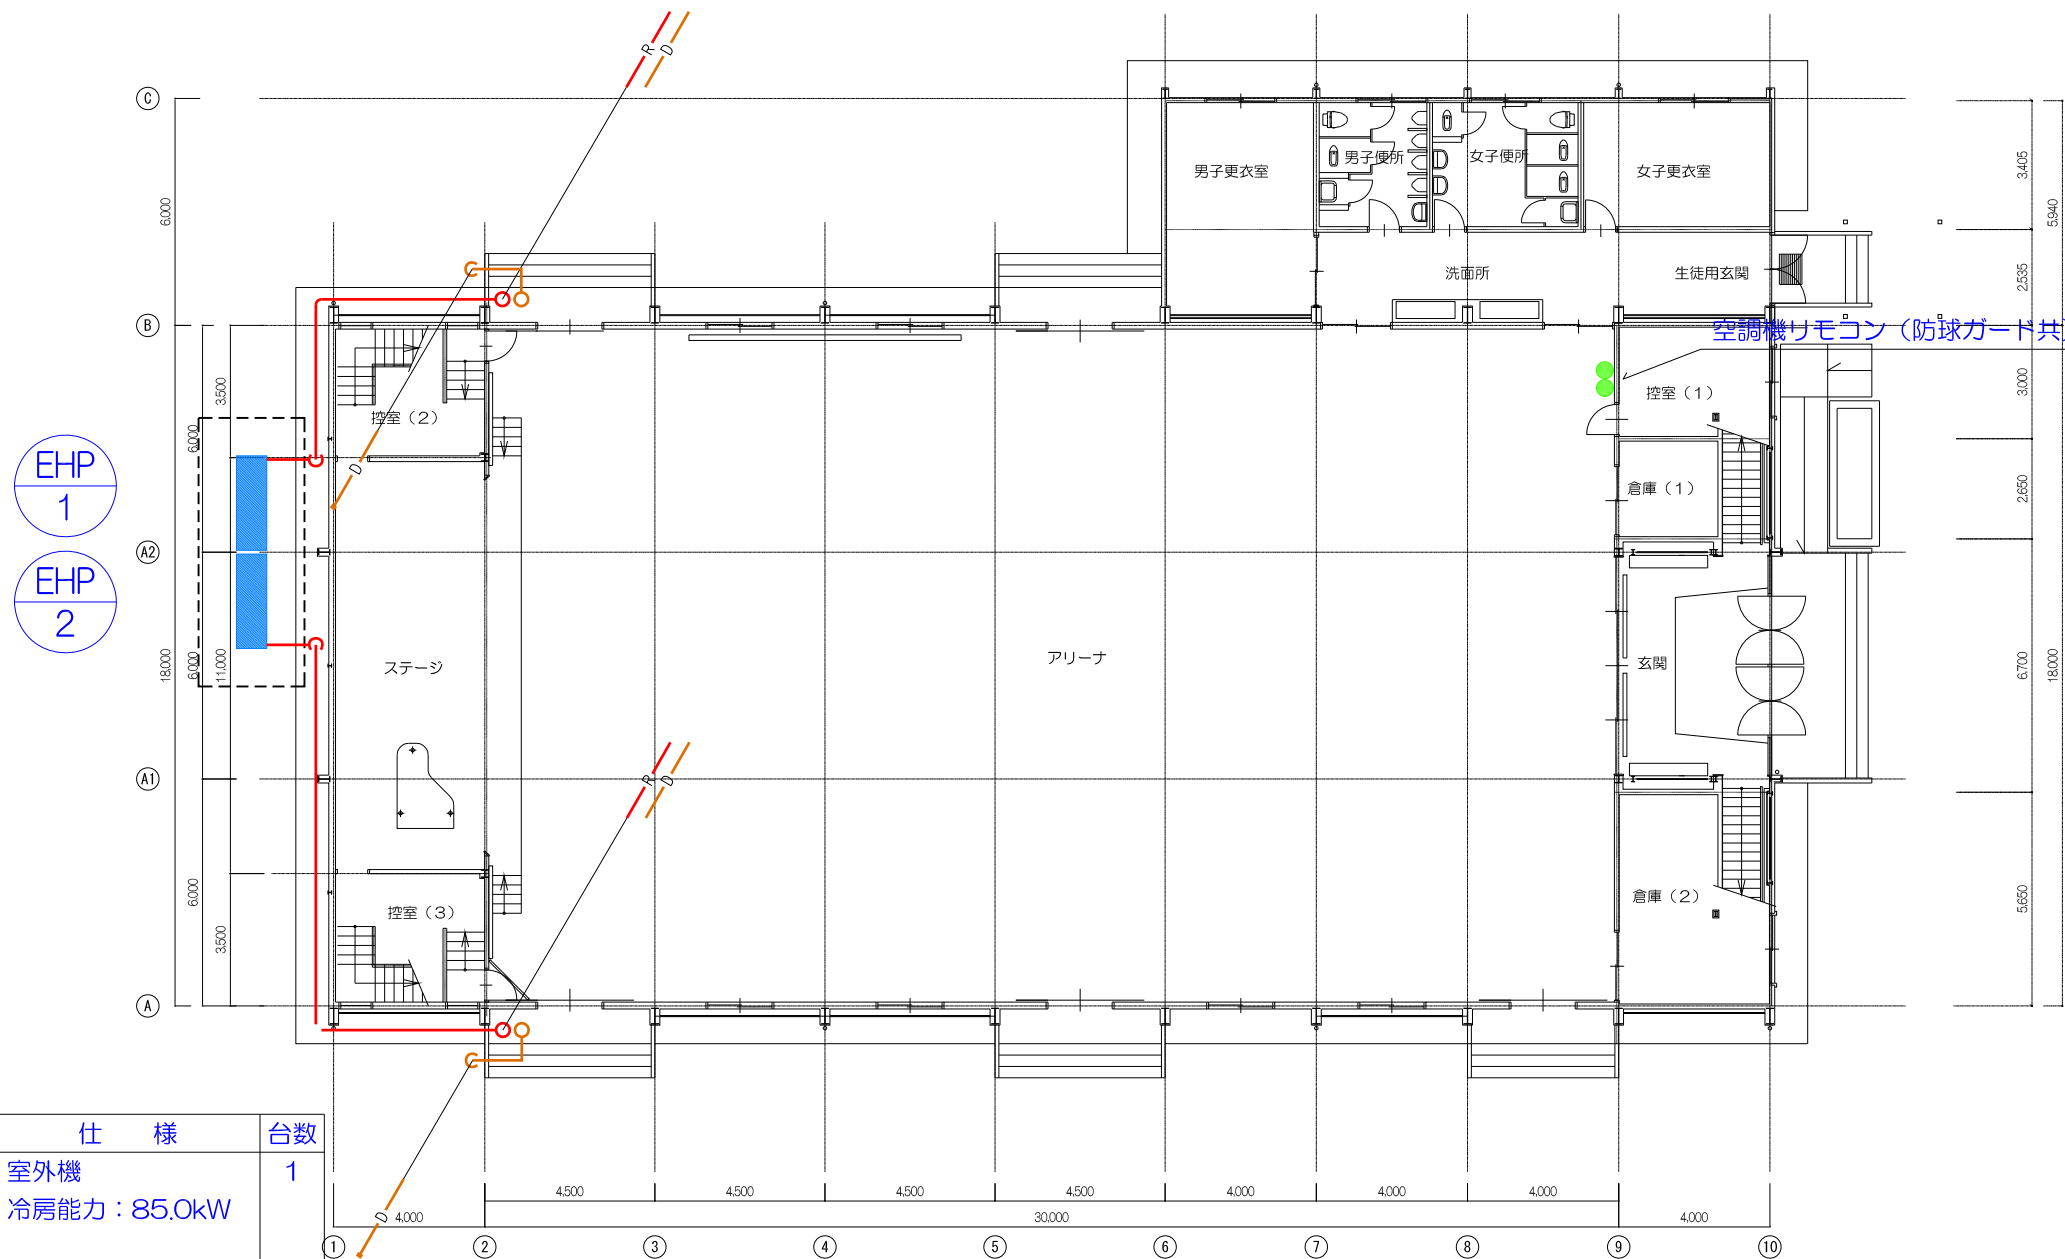 R
D
C
6.000
男子更衣室
男子便所
女子便所
女子更衣室
3.405
5.940
洗面所
生徒用玄関
2.535
B
空調機リモコン（防球ガード共）
3.500
6.000
控室（2）
控室（1）
3.000
EHP
1
D
倉庫（1）
2.650
A2
EHP
2
18.000
6.000
11.000
ステージ
アリーナ
玄関
6.700
18.000
A1
R
D
6.000
3.500
控室（3）
倉庫（2）
5.650
A
仕　様
台数
室外機
1
冷房能力：85.0kW
D
4.500
4.500
4.500
4.500
4.000
4.000
4.000
4.000
30.000
4.000
1
2
3
4
5
6
7
8
9
10